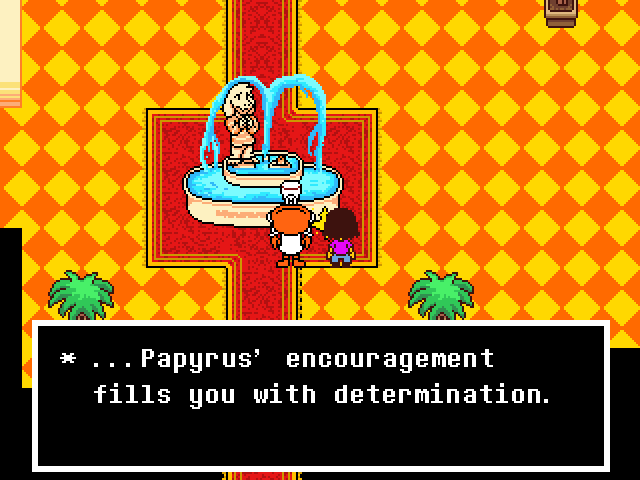 * ...Papyrus’ encouragement
fills you with determination.